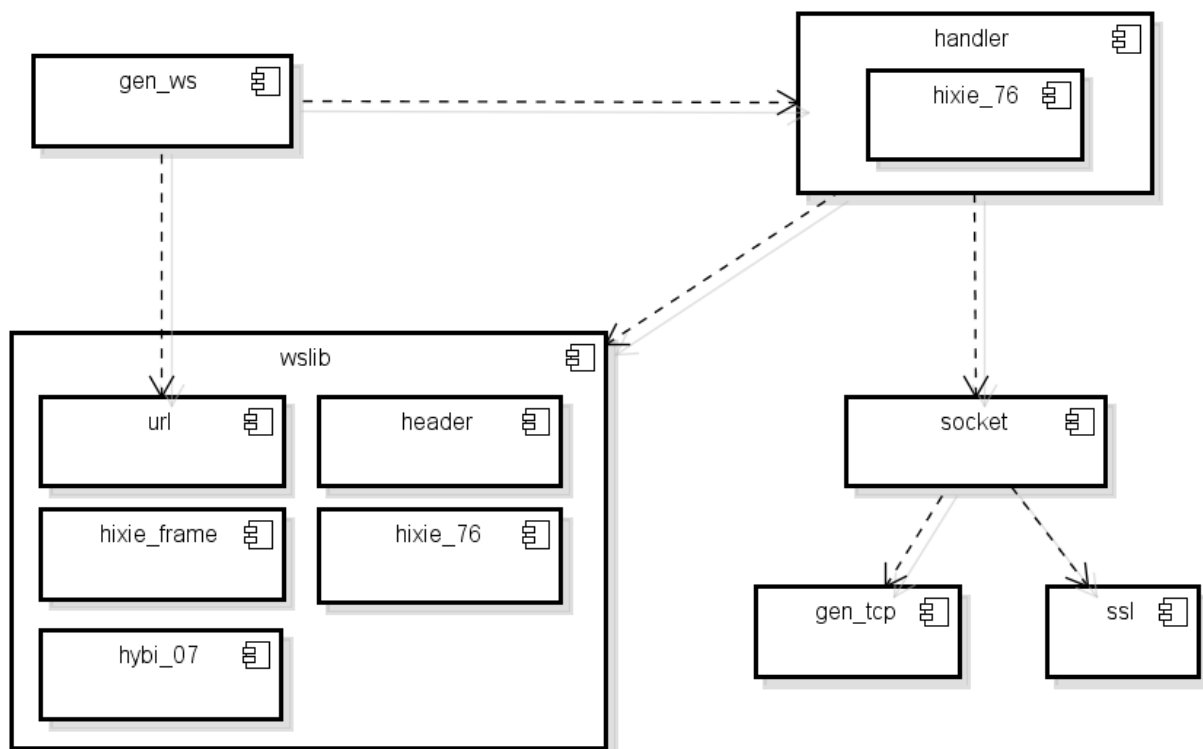 handler
gen_ws
hixie_76
wslib
url
header
socket
hixie_frame
hixie_76
gen_tcp
ssl
hybi_07